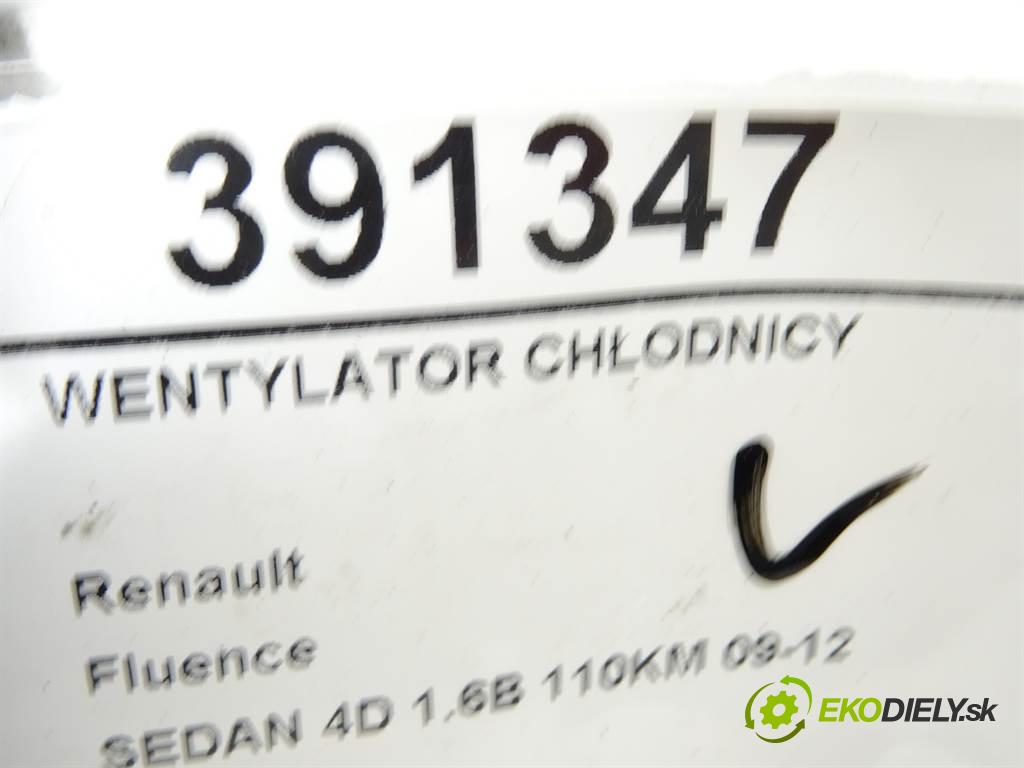 391347
WENTYLATOR CHŁODNICY
Renault
Fluence
SEDAN 4D 1.6B 110KM 09-12
EKODIELY.sk